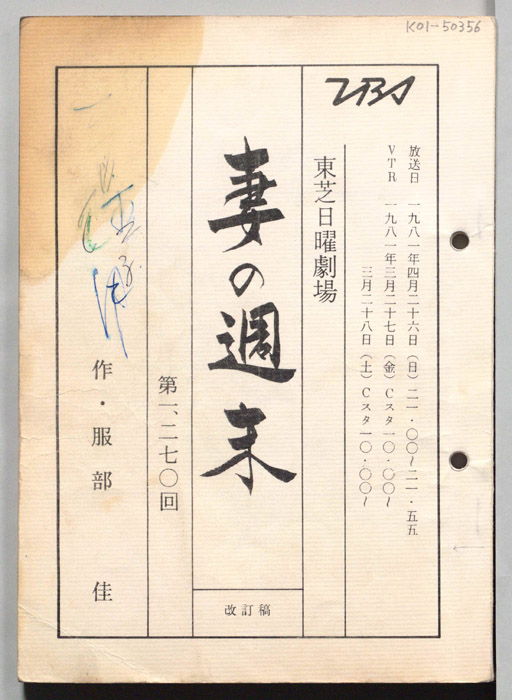 K01-50356
TBS
放送日 一九八一年四月二十六日（日）二一・〇〇〜二一・五五
VTR 一九八一年三月二十七日（金）Cスタ一〇・〇〇〜
三月二十八日（土）Cスタ一〇・〇〇〜
東芝日曜劇場
妻の週末
改訂稿
第一、二七〇回
作・服部 佳